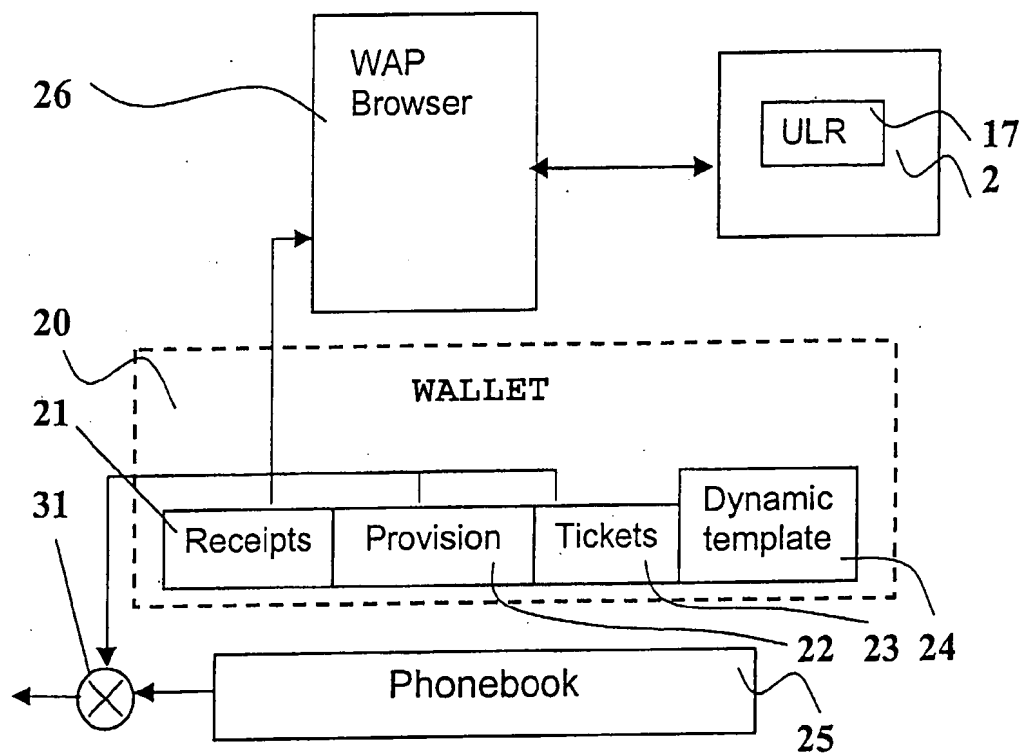 WAP
Browser
26
ULR
17
2
20
WALLET
21
31
Receipts
Provision
Tickets
Dynamic
template
22
23
24
Phonebook
25